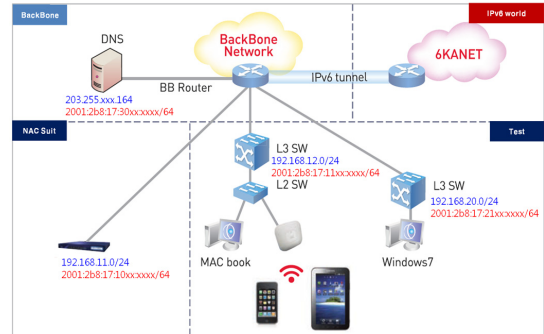 BackBone
IPv6 world
DNS
BackBone
Network
6KANET
BB Router
IPv6 tunnel
203.255.xxx.164
2001:2b8:17:30xx:xxxx/64
NAC Suit
Test
L3 SW
192.168.12.0/24
2001:2b8:17:11xx:xxxx/64
L2 SW
L3 SW
192.168.20.0/24
2001:2b8:17:21xx:xxxx/64
MAC book
Windows7
192.168.11.0/24
2001:2b8:17:10xx:xxxx/64